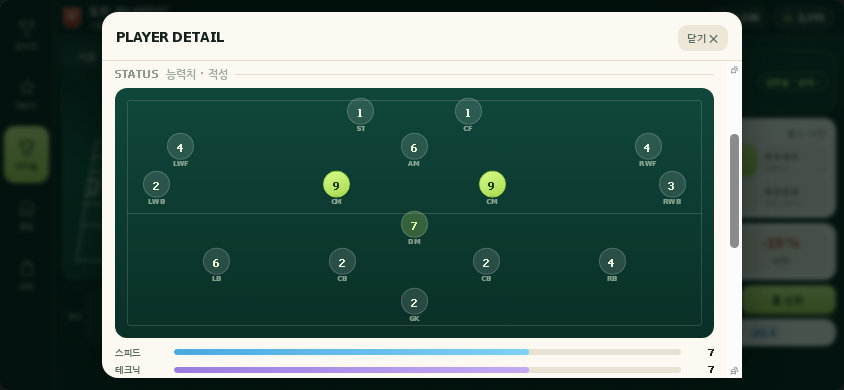 PLAYER DETAIL
닫기 ×
STATUS 능력치 · 적성
1 1
ST CF
4 6 4
LWF AM RWF
2 9 9 3
LWB CM CM RWB
7
DM
6 2 2 4
LB CB CB RB
2
GK
스피드 7
테크닉 7